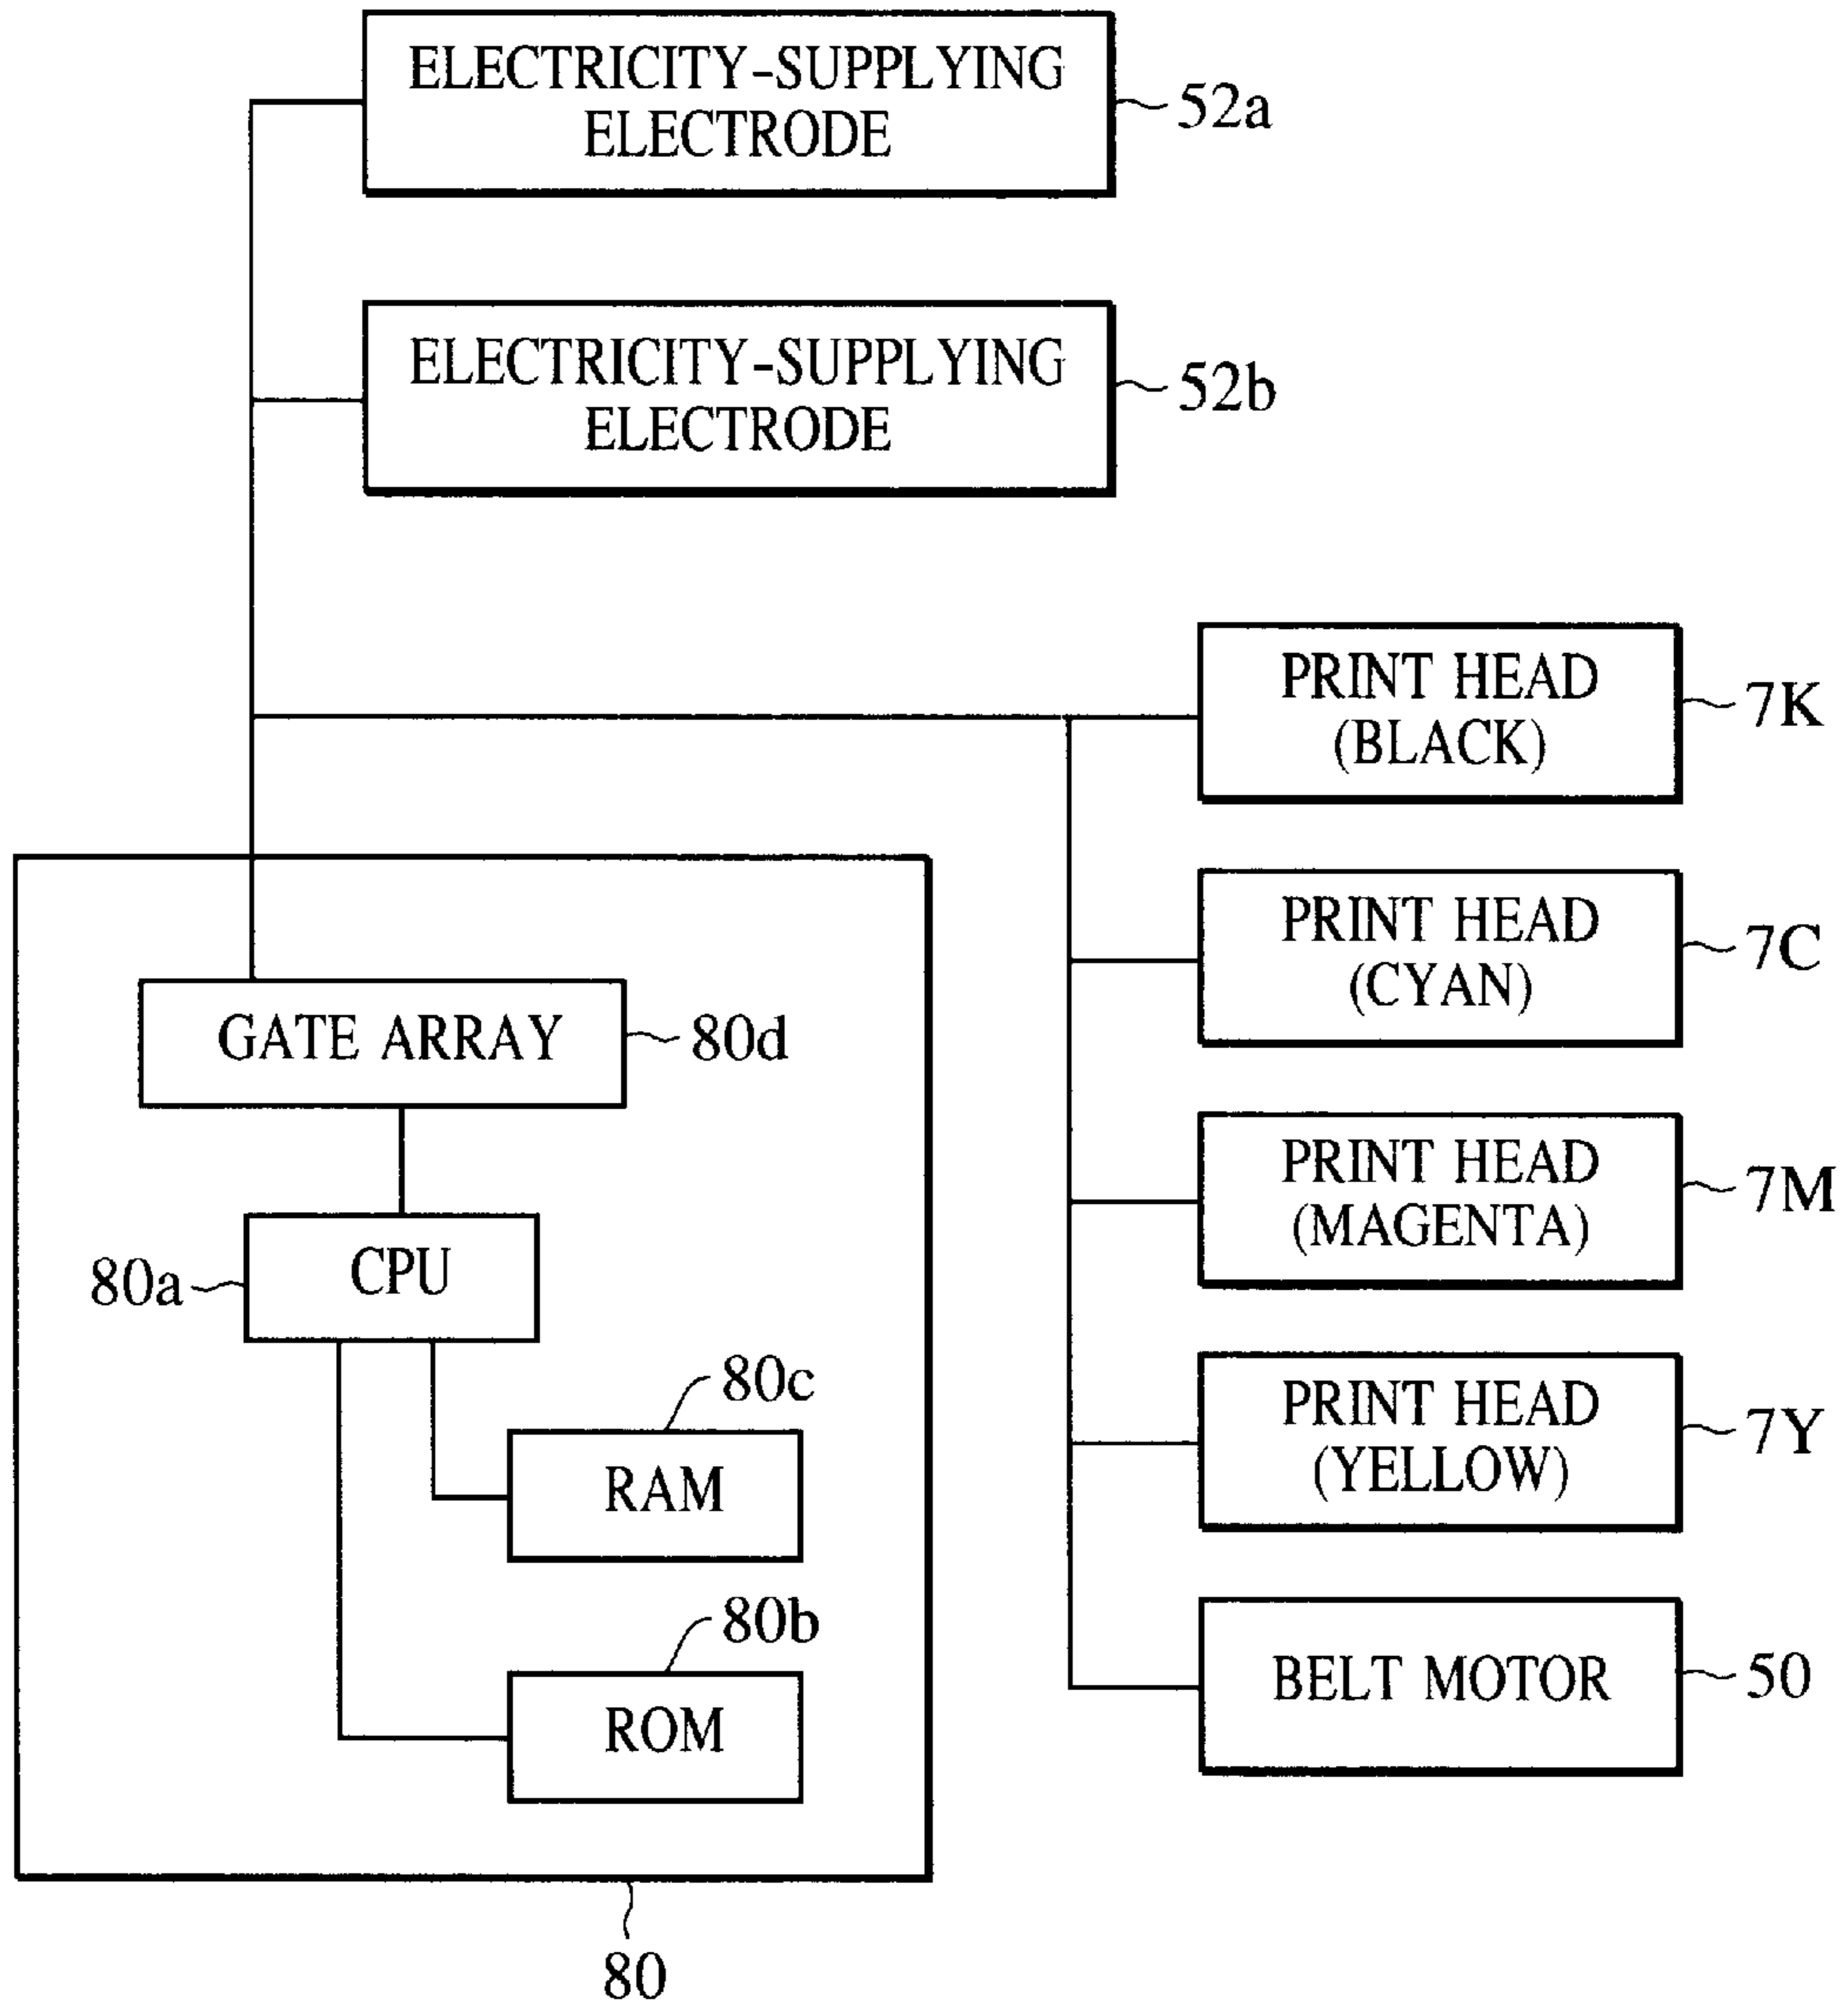 ELECTRICITY-SUPPLYING
ELECTRODE
52a
ELECTRICITY-SUPPLYING
ELECTRODE
52b
PRINT HEAD
(BLACK)
7K
PRINT HEAD
(CYAN)
7C
GATE ARRAY
80d
PRINT HEAD
(MAGENTA)
7M
CPU
80a
PRINT HEAD
(YELLOW)
7Y
80c
RAM
80b
ROM
BELT MOTOR
50
80